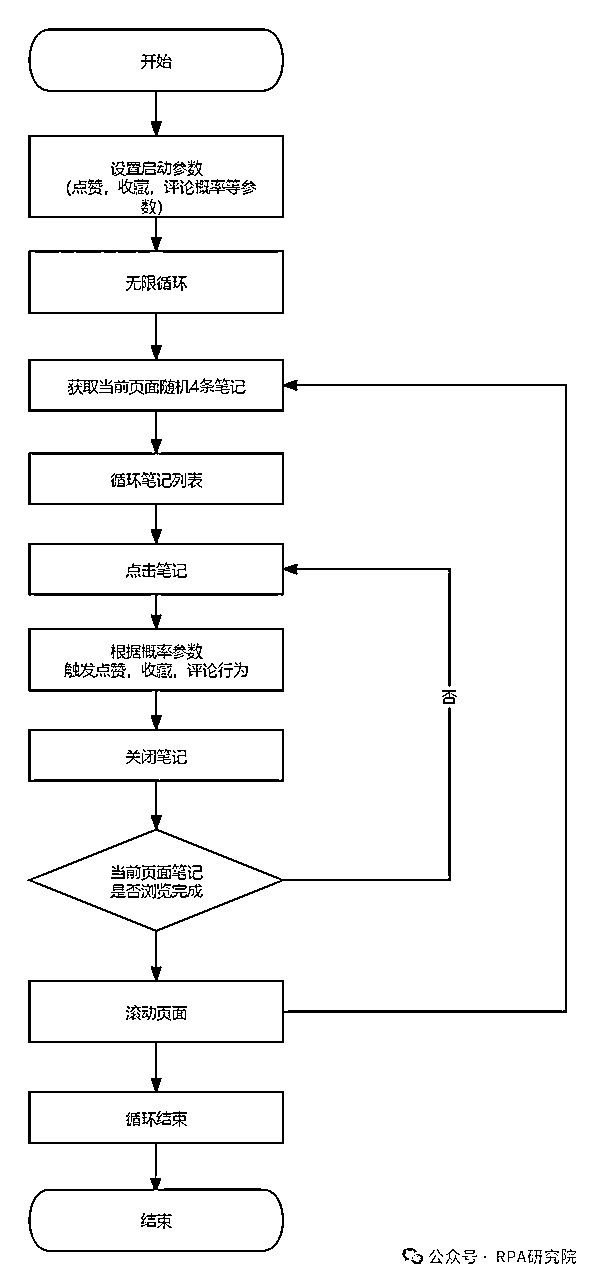 开始
设置启动参数
（点赞，收藏，评论概率等参
数）
无限循环
获取当前页面随机4条笔记
循环笔记列表
点击笔记
根据概率参数
触发点赞，收藏，评论行为
否
关闭笔记
当前页面笔记
是否浏览完成
滚动页面
循环结束
结束
公众号 · RPA研究院